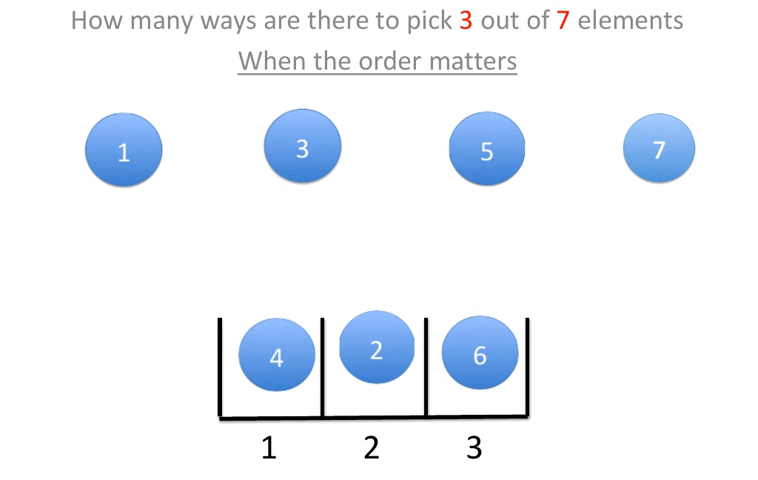 How many ways are there to pick 3 out of 7 elements
When the order matters
1 3 5 7
4 2 6
1 2 3